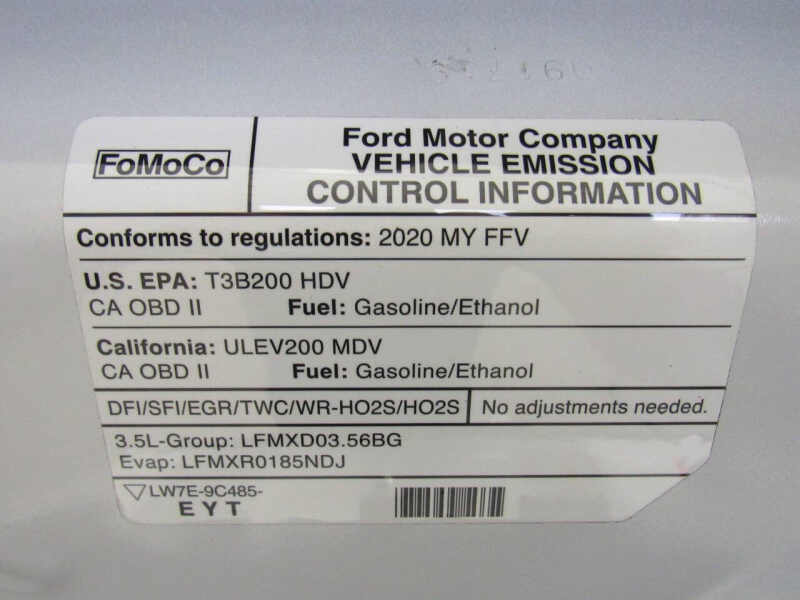 FoMoCo
Ford Motor Company
VEHICLE EMISSION
CONTROL INFORMATION
Conforms to regulations: 2020 MY FFV
U.S. EPA: T3B200 HDV
CA OBD II Fuel: Gasoline/Ethanol
California: ULEV200 MDV
CA OBD II Fuel: Gasoline/Ethanol
DFI/SFI/EGR/TWC/WR-HO2S/HO2S No adjustments needed.
3.5L-Group: LFMXD03.56BG
Evap: LFMXR0185NDJ
LW7E-9C485-
EYT